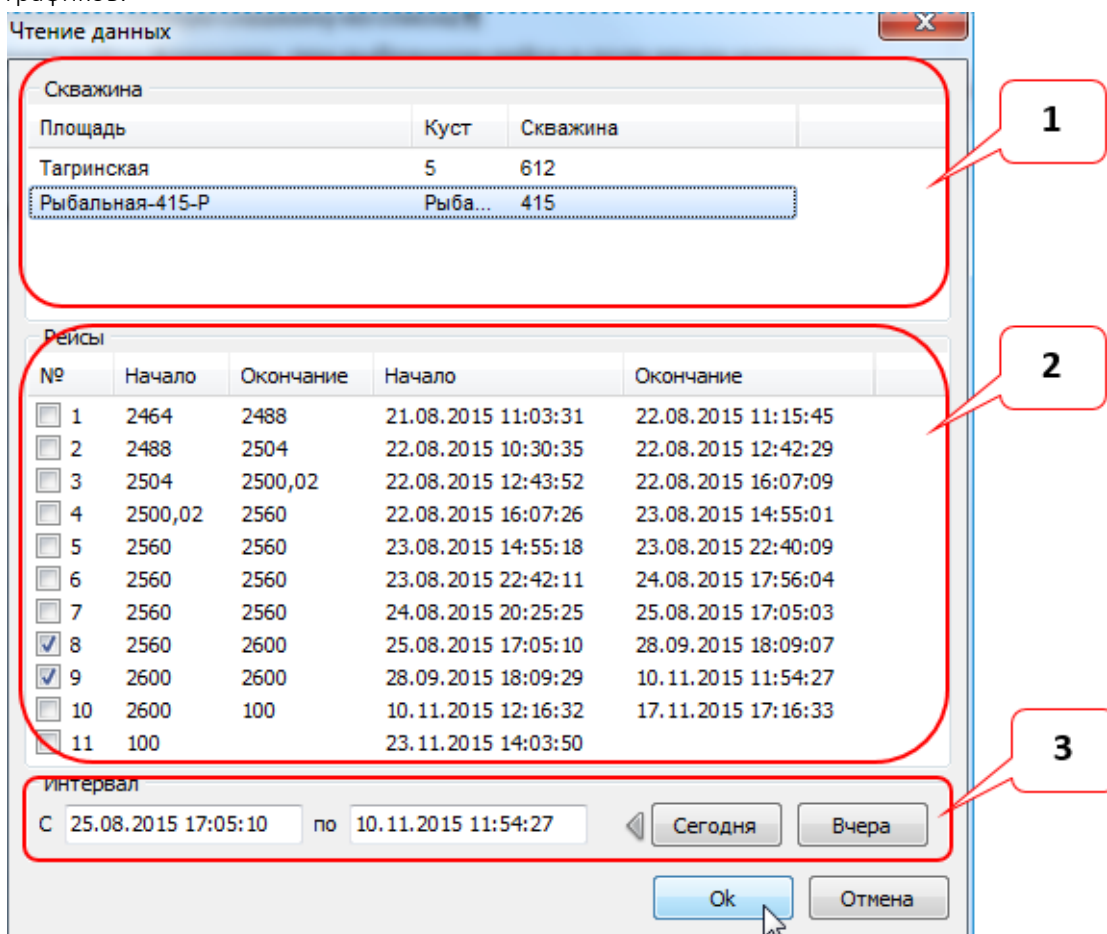 Чтение данных
Скважина
1
Площадь Куст Скважина
Тагринская 5 612
Рыбальная-415-Р Рыба... 415
Рейсы
2
№ Начало Окончание Начало Окончание
1 2464 2488 21.08.2015 11:03:31 22.08.2015 11:15:45
2 2488 2504 22.08.2015 10:30:35 22.08.2015 12:42:29
3 2504 2500,02 22.08.2015 12:43:52 22.08.2015 16:07:09
4 2500,02 2560 22.08.2015 16:07:26 23.08.2015 14:55:01
5 2560 2560 23.08.2015 14:55:18 23.08.2015 22:40:09
6 2560 2560 23.08.2015 22:42:11 24.08.2015 17:56:04
7 2560 2560 24.08.2015 20:25:25 25.08.2015 17:05:03
8 2560 2600 25.08.2015 17:05:10 28.09.2015 18:09:07
9 2600 2600 28.09.2015 18:09:29 10.11.2015 11:54:27
10 2600 100 10.11.2015 12:16:32 17.11.2015 17:16:33
11 100 23.11.2015 14:03:50
3
Интервал
С 25.08.2015 17:05:10 по 10.11.2015 11:54:27 Сегодня Вчера
Ok Отмена